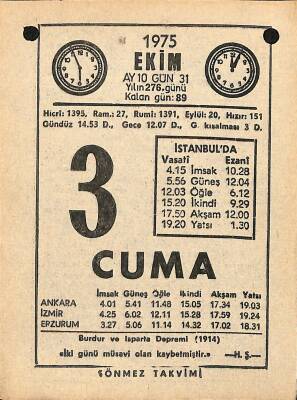 1975
EKİM
AY 10 GÜN 31
Yılın 276. günü
Kalan gün: 89
Hicri: 1395, Ram.: 27, Rumi: 1391, Eylül: 20, Hızır: 151
Gündüz 14.53 D., Gece 12.07 D., G. kısalması 3 D.
3
İSTANBUL'DA
Vasatî Ezanî
4.15 İmsak 10.28
5.56 Güneş 12.04
12.03 Öğle 6.12
15.20 İkindi 9.29
17.50 Akşam 12.00
19.20 Yatsı 1.30
CUMA
İmsak Güneş Öğle İkindi Akşam Yatsı
ANKARA 4.01 5.41 11.48 15.05 17.34 19.03
İZMİR 4.25 6.02 12.11 15.28 17.59 19.24
ERZURUM 3.27 5.06 11.14 14.32 17.02 18.31
Burdur ve Isparta Depremi (1914)
«İki günü müsavi olan kaybetmiştir.» —H. Ş.—
SÖNMEZ TAKVİMİ